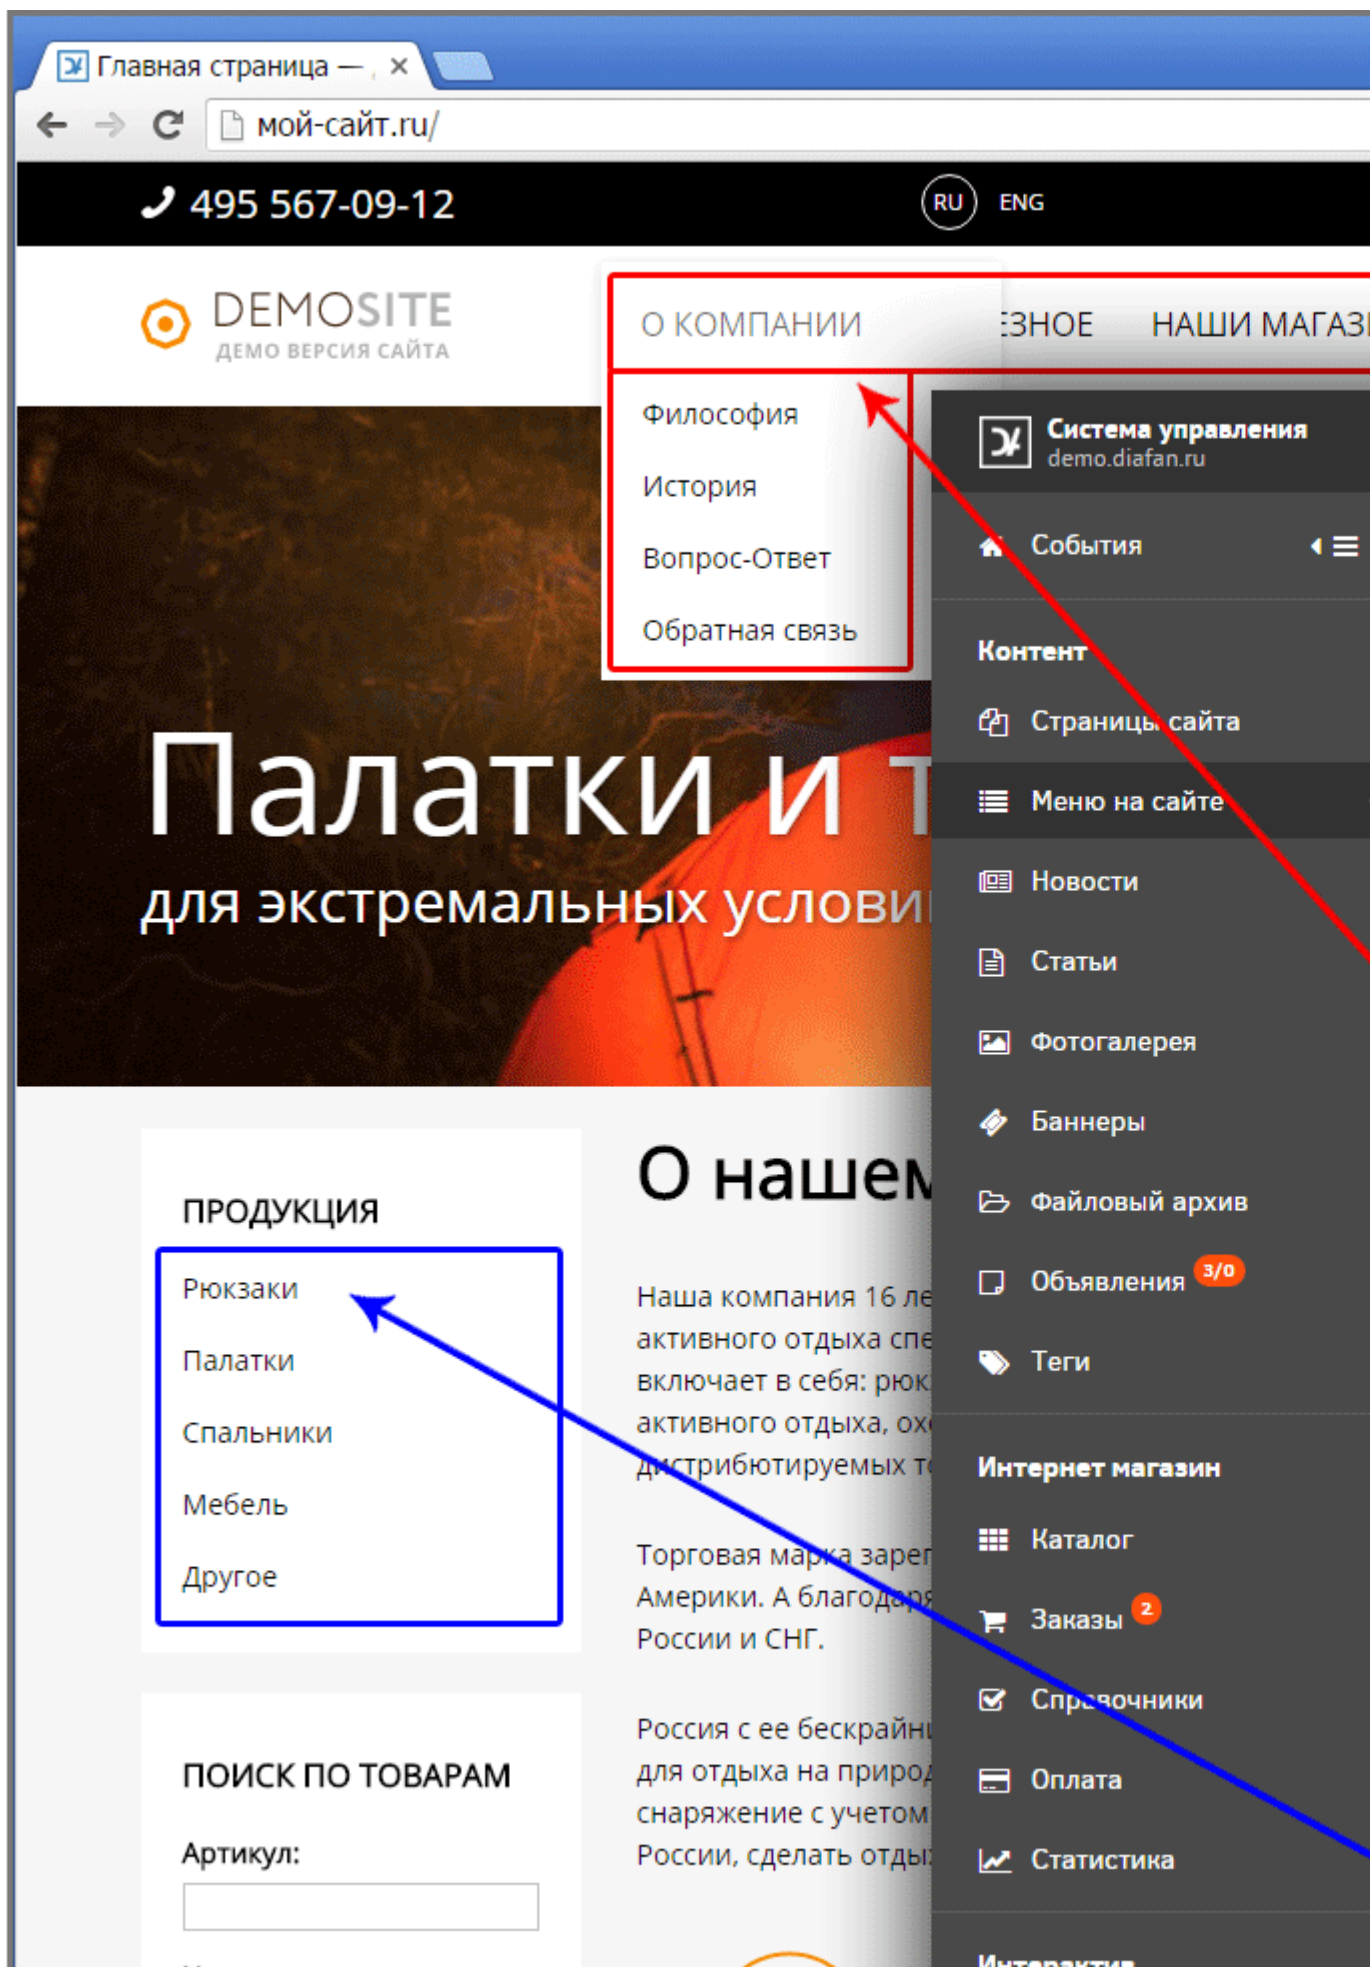 Главная страница — 
мой-сайт.ru/
495 567-09-12
RU ENG
DEMOSITE
ДЕМО ВЕРСИЯ САЙТА
О КОМПАНИИ
ЕЗНОЕ
НАШИ МАГАЗ
Философия
История
Вопрос-Ответ
Обратная связь
Палатки и т
для экстремальных услови
ПРОДУКЦИЯ
Рюкзаки
Палатки
Спальники
Мебель
Другое
ПОИСК ПО ТОВАРАМ
Артикул:
О нашем
Наша компания 16 ле
активного отдыха спе
включает в себя: рюк
активного отдыха, ох
дистрибютируемых т
Торговая марка зарег
Америки. А благодаря
России и СНГ.
Россия с ее бескрайн
для отдыха на природ
снаряжение с учетом
России, сделать отды
Система управления
demo.diafan.ru
События
Контент
Страницы сайта
Меню на сайте
Новости
Статьи
Фотогалерея
Баннеры
Файловый архив
Объявления 3/0
Теги
Интернет магазин
Каталог
Заказы 2
Справочники
Оплата
Статистика
Интерактив